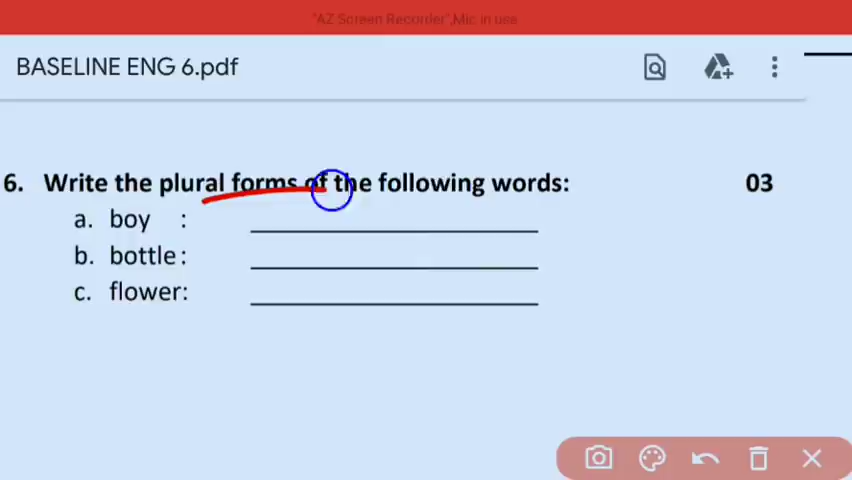 "AZ Screen Recorder",Mic in use
BASELINE ENG 6.pdf
6. Write the plural forms of the following words: 03
a. boy :
b. bottle:
c. flower: